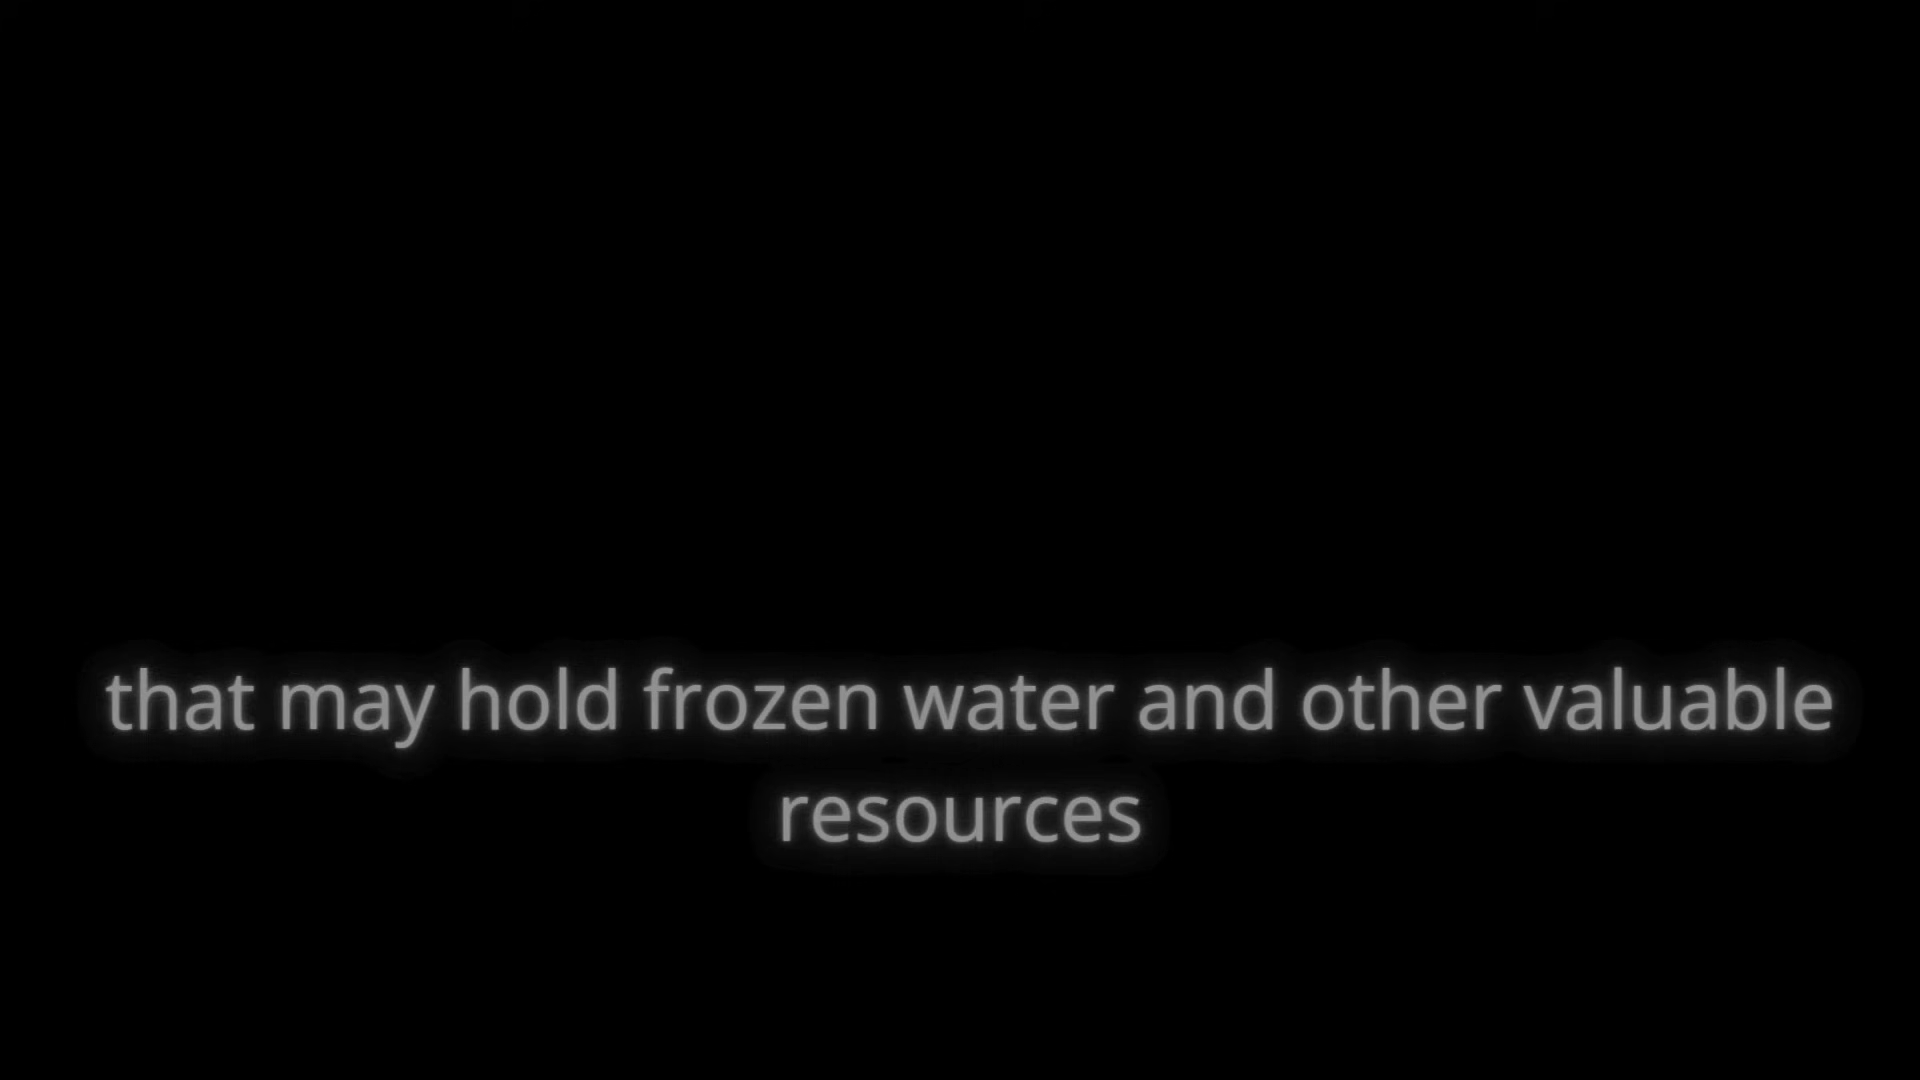 that may hold frozen water and other valuable
resources